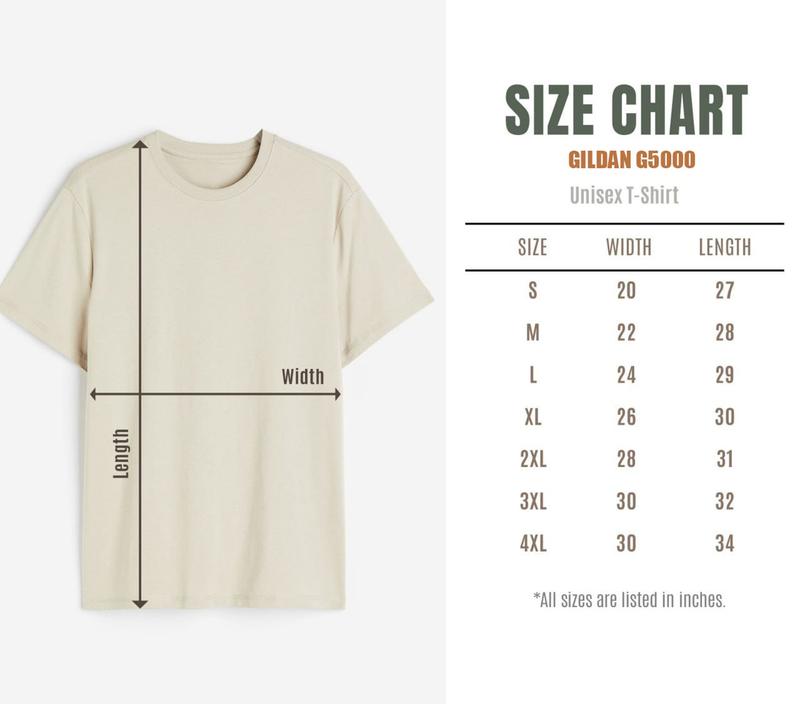 Width
Length
SIZE CHART
GILDAN G5000
Unisex T-Shirt
SIZE WIDTH LENGTH
S 20 27
M 22 28
L 24 29
XL 26 30
2XL 28 31
3XL 30 32
4XL 30 34
*All sizes are listed in inches.